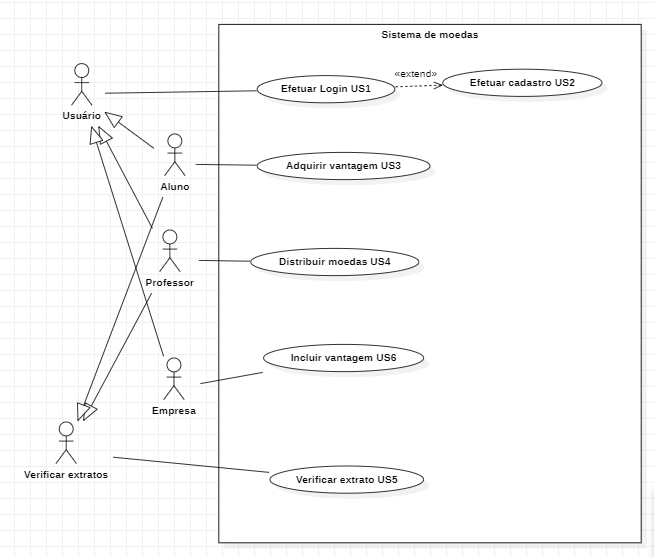 Sistema de moedas
Usuário
Efetuar Login US1
«extend»
Efetuar cadastro US2
Aluno
Adquirir vantagem US3
Professor
Distribuir moedas US4
Empresa
Incluir vantagem US6
Verificar extratos
Verificar extrato US5